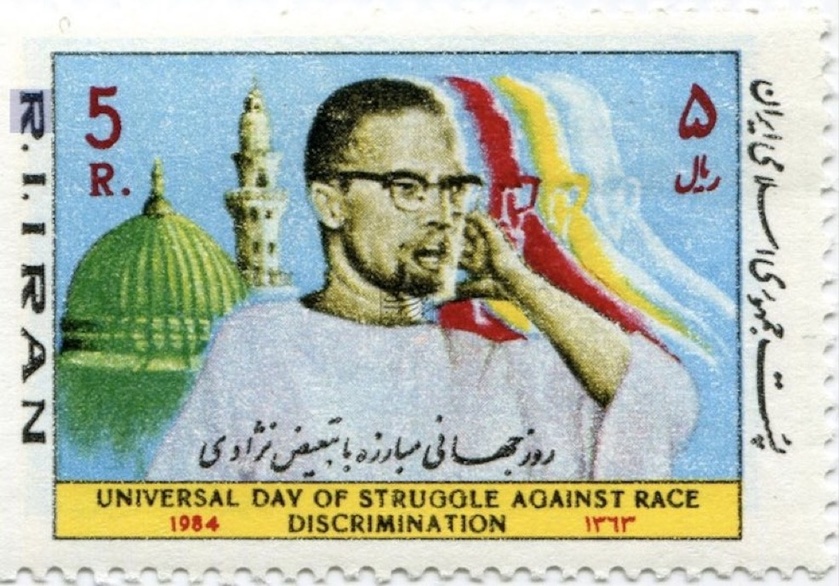 5
R.
۵
ریال
R.I.IRAN
پست جمهوری اسلامی ایران
روز جهانی مبارزه با تبعیض نژادی
UNIVERSAL DAY OF STRUGGLE AGAINST RACE
1984 DISCRIMINATION ۱۳۶۳